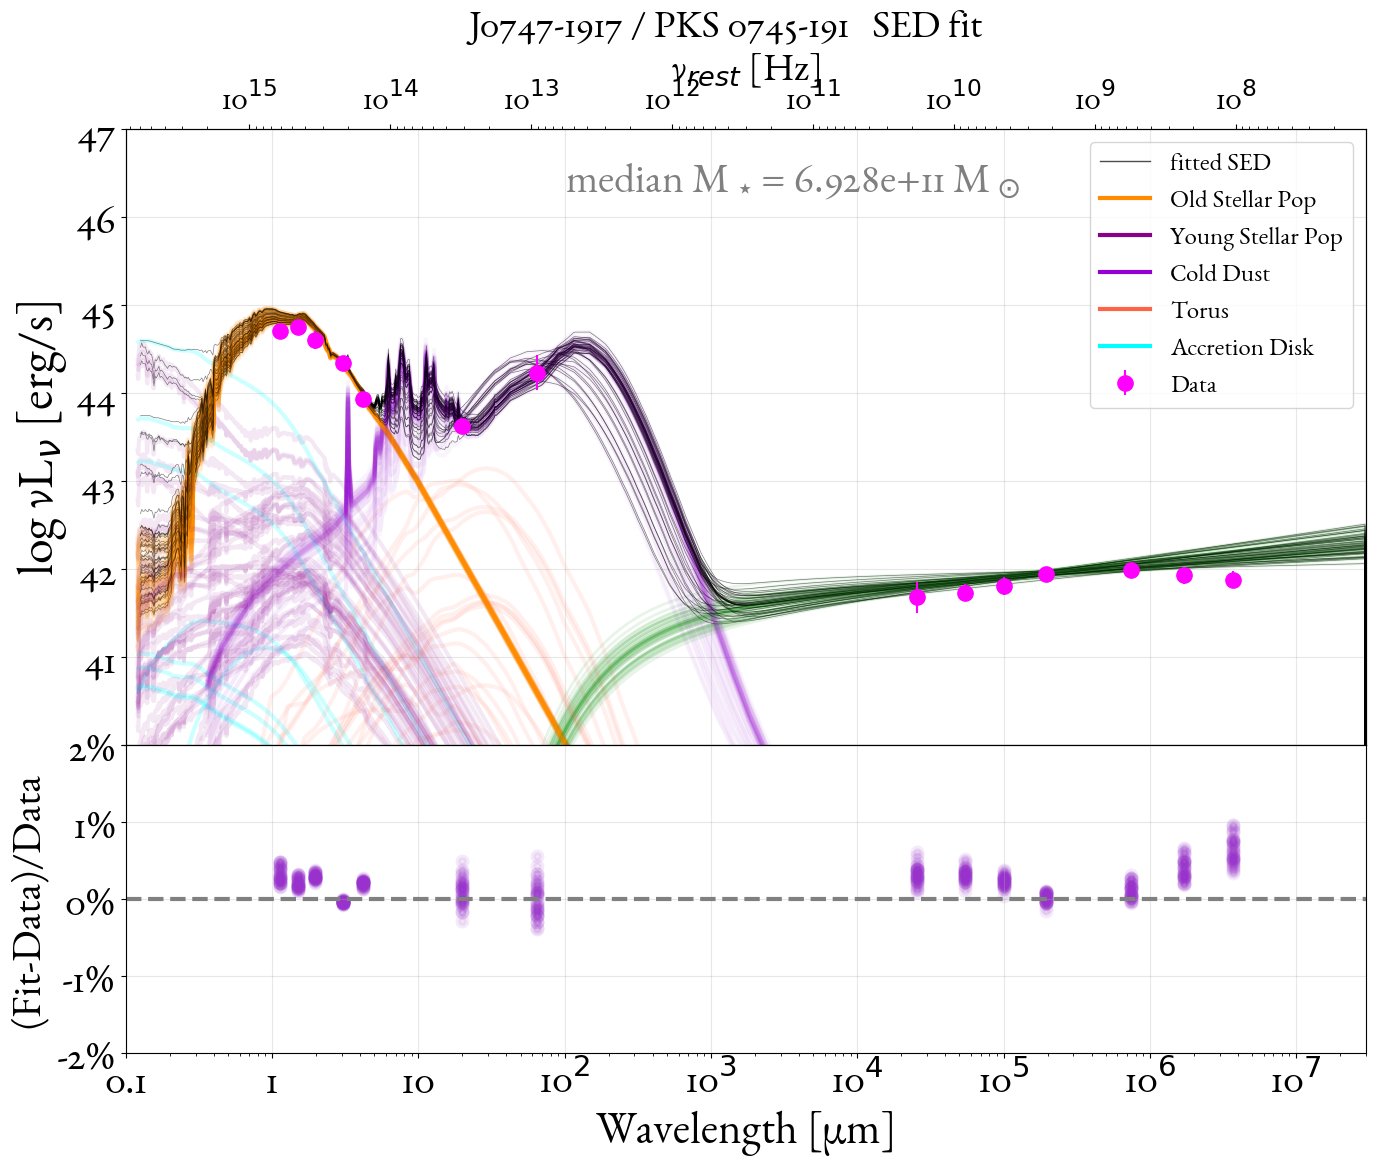 J0747-1917 / PKS 0745-191 SED fit
ν_rest [Hz]
10^15 10^14 10^13 10^12 10^11 10^10 10^9 10^8
median M ⋆ = 6.928e+11 M ⊙
fitted SED
Old Stellar Pop
Young Stellar Pop
Cold Dust
Torus
Accretion Disk
Data
log νL_ν [erg/s]
47
46
45
44
43
42
41
(Fit-Data)/Data
2%
1%
0%
-1%
-2%
0.1 1 10 10^2 10^3 10^4 10^5 10^6 10^7
Wavelength [μm]